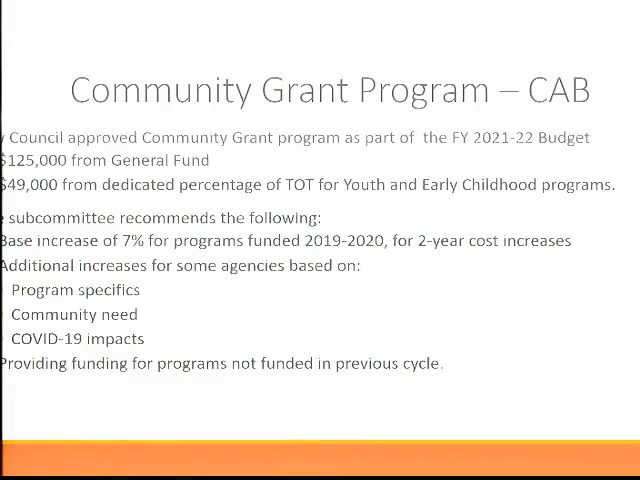 Community Grant Program – CAB
y Council approved Community Grant program as part of the FY 2021-22 Budget
$125,000 from General Fund
$49,000 from dedicated percentage of TOT for Youth and Early Childhood programs.
e subcommittee recommends the following:
Base increase of 7% for programs funded 2019-2020, for 2-year cost increases
Additional increases for some agencies based on:
Program specifics
Community need
COVID-19 impacts
Providing funding for programs not funded in previous cycle.